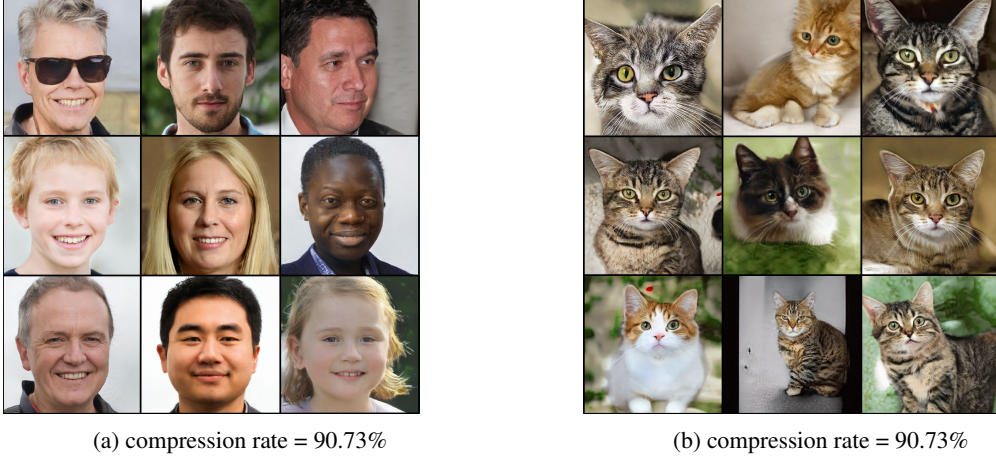 (a) compression rate = 90.73%
(b) compression rate = 90.73%